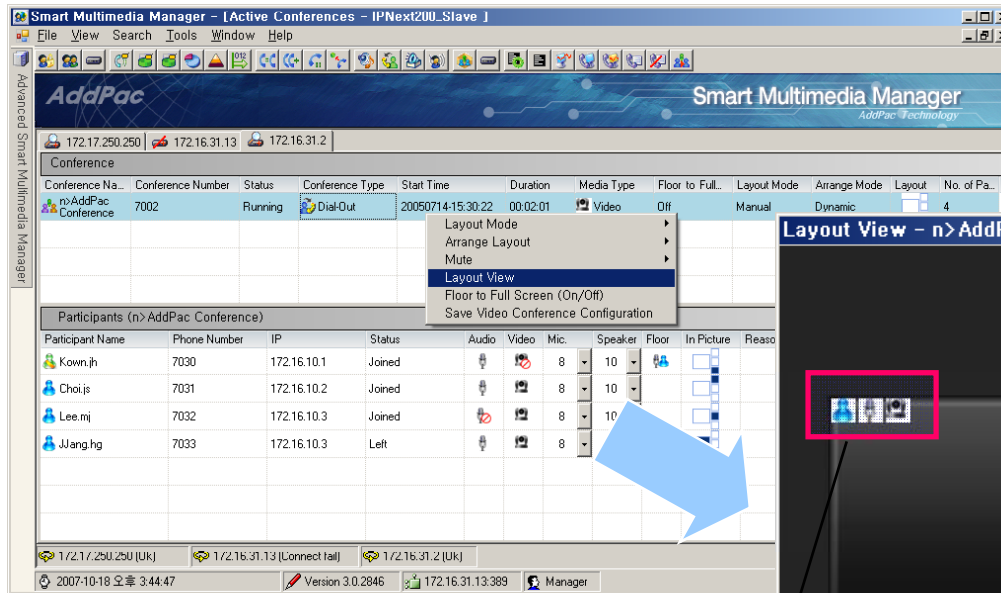 Smart Multimedia Manager - [Active Conferences - IPNext200_Slave ]
File View Search Tools Window Help
AddPac
Smart Multimedia Manager
AddPac Technology
Advanced Smart Multimedia Manager
172.17.250.250 172.16.31.13 172.16.31.2
Conference
Conference Na... Conference Number Status Conference Type Start Time Duration Media Type Floor to Full... Layout Mode Arrange Mode Layout No. of Pa...
n>AddPac Conference 7002 Running Dial-Out 20050714-15:30:22 00:02:01 Video Off Manual Dynamic 4
Layout Mode
Arrange Layout
Mute
Layout View
Floor to Full Screen (On/Off)
Save Video Conference Configuration
Layout View - n>AddP
Participants (n>AddPac Conference)
Participant Name Phone Number IP Status Audio Video Mic. Speaker Floor In Picture Reaso
Kown.jh 7030 172.16.10.1 Joined 8 10
Choi.js 7031 172.16.10.2 Joined 8 10
Lee.mj 7032 172.16.10.3 Joined 8 10
JJang.hg 7033 172.16.10.3 Left 8
172.17.250.250 [Ok] 172.16.31.13 [Connect fail] 172.16.31.2 [Ok]
2007-10-18 오후 3:44:47 Version 3.0.2846 172.16.31.13:389 Manager